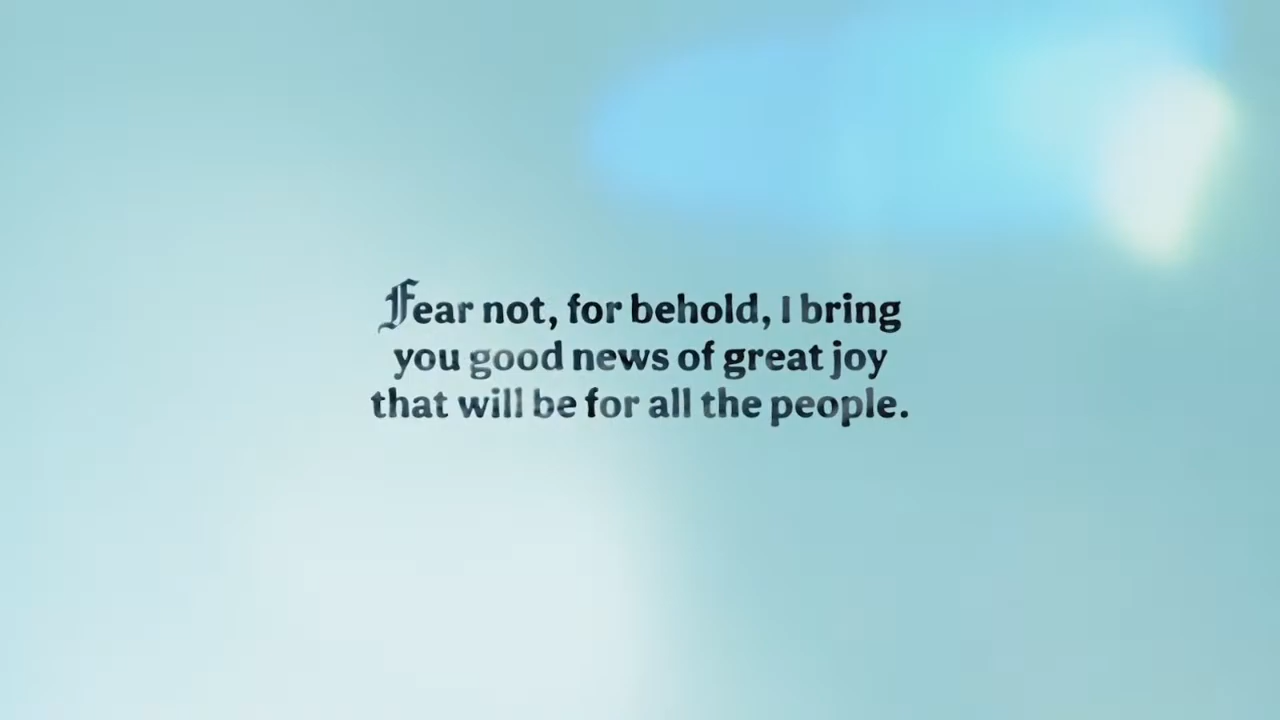 Fear not, for behold, I bring
you good news of great joy
that will be for all the people.